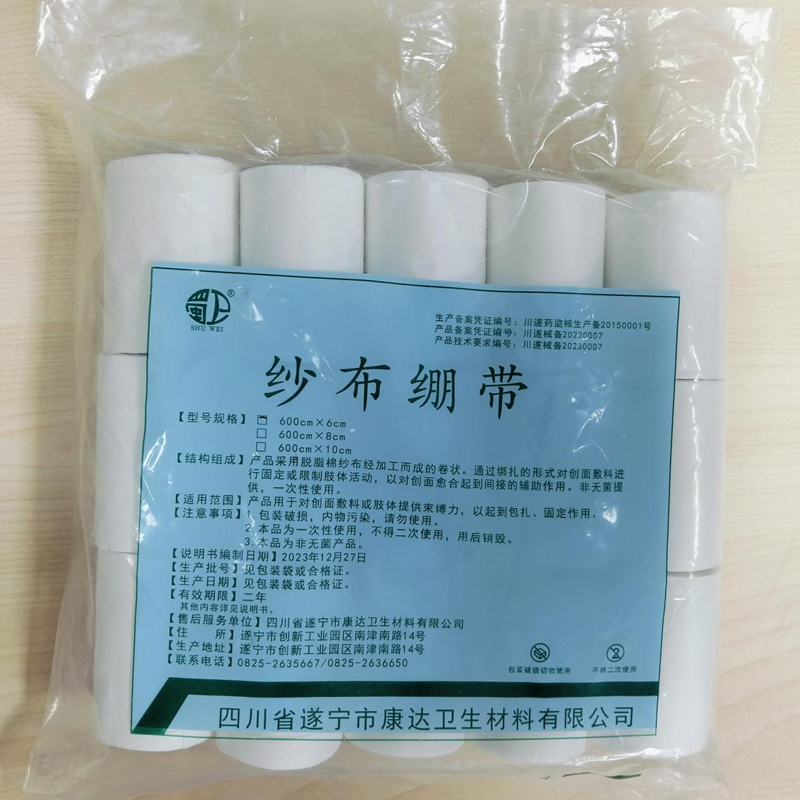 蜀卫®
SHU WEI
生产备案凭证编号：川遂药监械生产备20150001号
产品备案凭证编号：川遂械备20230007
产品技术要求编号：川遂械备20230007
纱布绷带
【型号规格】 600cm×6cm
600cm×8cm
600cm×10cm
【结构组成】产品采用脱脂棉纱布经加工而成的卷状。通过绑扎的形式对创面敷料进
行固定或限制肢体活动，以对创面愈合起到间接的辅助作用。非无菌提
供，一次性使用。
【适用范围】产品用于对创面敷料或肢体提供束缚力，以起到包扎、固定作用。
【注意事项】1.包装破损，内物污染，请勿使用。
2.本品为一次性使用，不得二次使用，用后销毁。
3.本品为非无菌产品。
【说明书编制日期】2023年12月27日
【生产批号】见包装袋或合格证。
【生产日期】见包装袋或合格证。
【有效期限】二年
其他内容详见说明书。
【售后服务单位】四川省遂宁市康达卫生材料有限公司
【住 所】遂宁市创新工业园区南津南路14号
【生产地址】遂宁市创新工业园区南津南路14号
【联系电话】0825-2635667/0825-2636650
包装破损切勿使用 不得二次使用
四川省遂宁市康达卫生材料有限公司